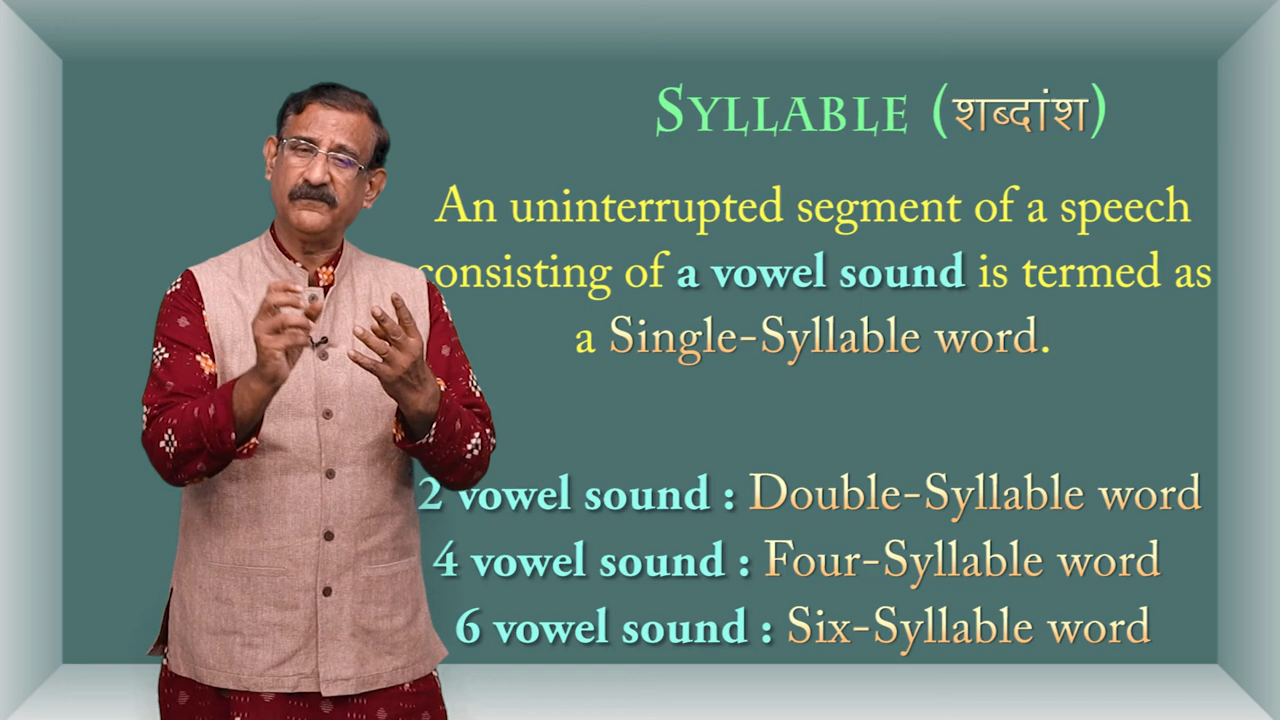 Syllable (शब्दांश)
An uninterrupted segment of a speech
consisting of a vowel sound is termed as
a Single-Syllable word.
2 vowel sound : Double-Syllable word
4 vowel sound : Four-Syllable word
6 vowel sound : Six-Syllable word